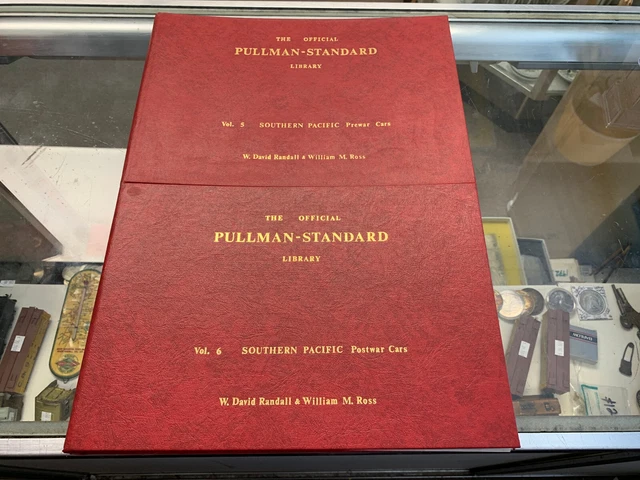 THE OFFICIAL
PULLMAN-STANDARD
LIBRARY
Vol. 5 SOUTHERN PACIFIC Prewar Cars
W. David Randall & William M. Ross
THE OFFICIAL
PULLMAN-STANDARD
LIBRARY
Vol. 6 SOUTHERN PACIFIC Postwar Cars
W. David Randall & William M. Ross